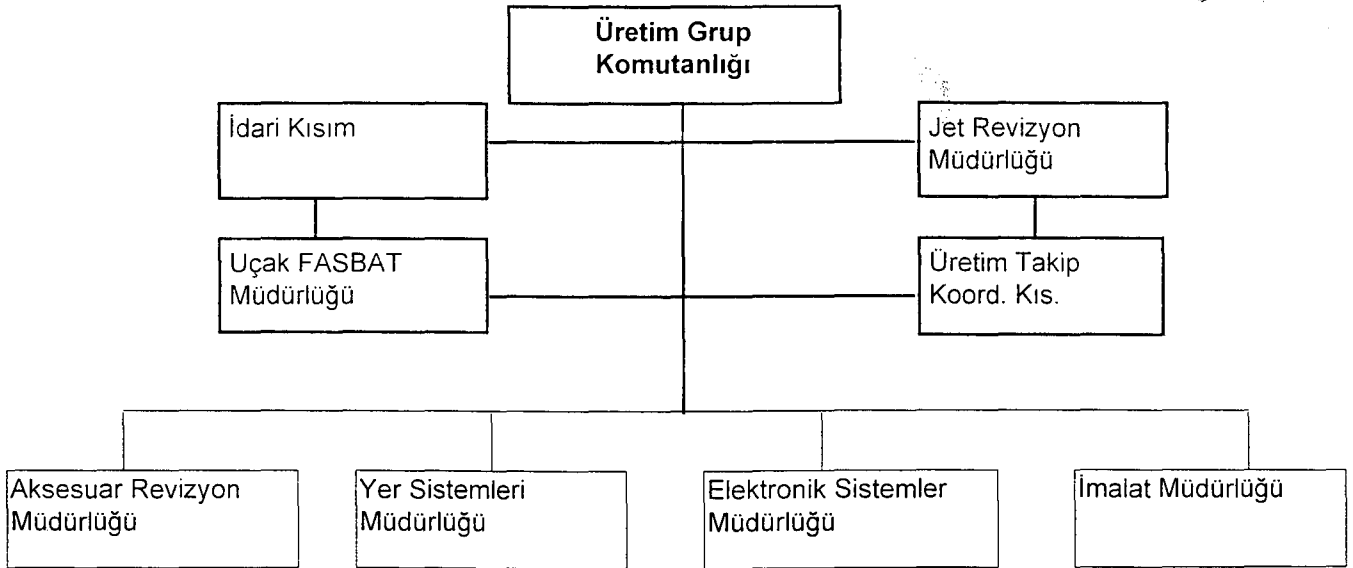 Üretim Grup
Komutanlığı
İdari Kısım
Jet Revizyon
Müdürlüğü
Uçak FASBAT
Müdürlüğü
Üretim Takip
Koord. Kıs.
Aksesuar Revizyon
Müdürlüğü
Yer Sistemleri
Müdürlüğü
Elektronik Sistemler
Müdürlüğü
İmalat Müdürlüğü